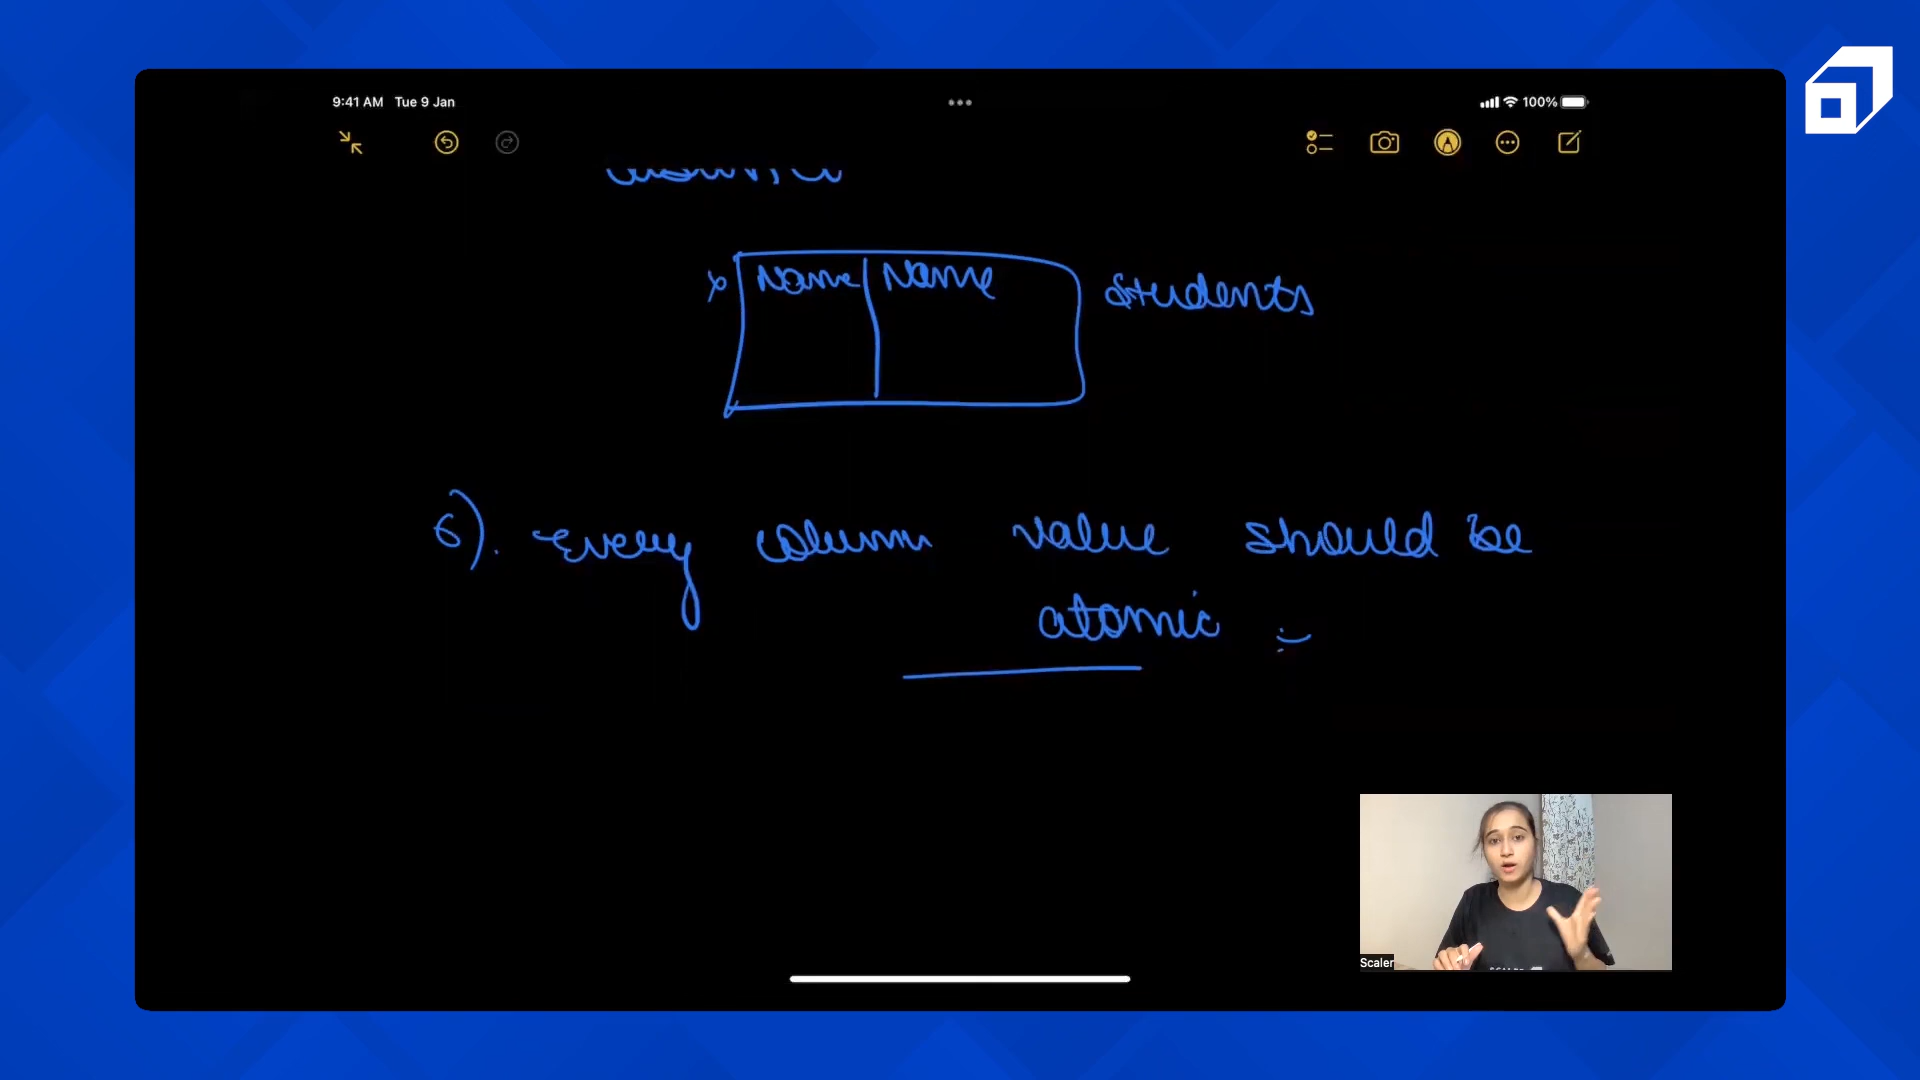 9:41 AM Tue 9 Jan
100%
Name Name
Students
6). Every column value should be
atomic :-
Scaler